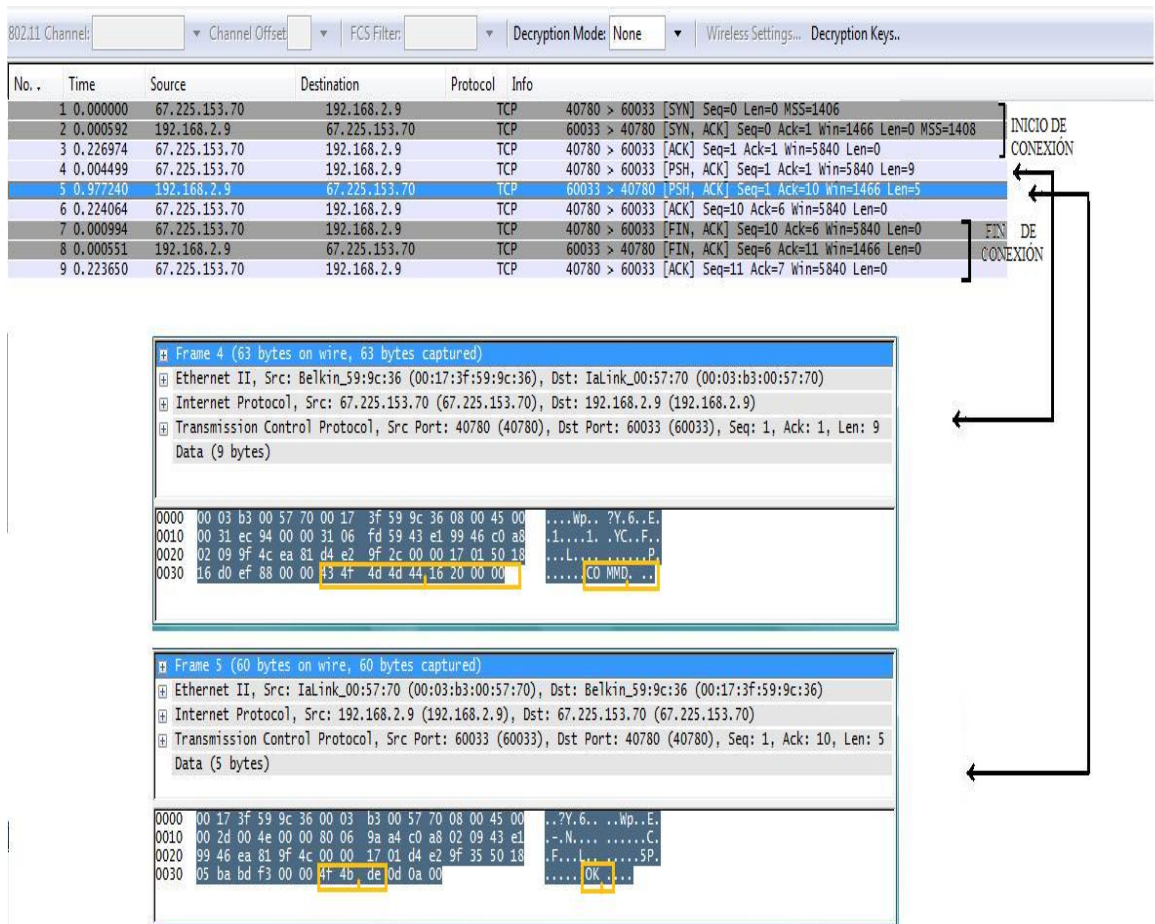 802.11 Channel: Channel Offset: FCS Filter: Decryption Mode: None Wireless Settings... Decryption Keys..
No. . Time Source Destination Protocol Info
1 0.000000 67.225.153.70 192.168.2.9 TCP 40780 > 60033 [SYN] Seq=0 Len=0 MSS=1406
2 0.000592 192.168.2.9 67.225.153.70 TCP 60033 > 40780 [SYN, ACK] Seq=0 Ack=1 Win=1466 Len=0 MSS=1408
3 0.226974 67.225.153.70 192.168.2.9 TCP 40780 > 60033 [ACK] Seq=1 Ack=1 Win=5840 Len=0
INICIO DE
CONEXIÓN
4 0.004499 67.225.153.70 192.168.2.9 TCP 40780 > 60033 [PSH, ACK] Seq=1 Ack=1 Win=5840 Len=9
5 0.977240 192.168.2.9 67.225.153.70 TCP 60033 > 40780 [PSH, ACK] Seq=1 Ack=10 Win=1466 Len=5
6 0.224064 67.225.153.70 192.168.2.9 TCP 40780 > 60033 [ACK] Seq=10 Ack=6 Win=5840 Len=0
7 0.000994 67.225.153.70 192.168.2.9 TCP 40780 > 60033 [FIN, ACK] Seq=10 Ack=6 Win=5840 Len=0
8 0.000551 192.168.2.9 67.225.153.70 TCP 60033 > 40780 [FIN, ACK] Seq=6 Ack=11 Win=1466 Len=0
9 0.223650 67.225.153.70 192.168.2.9 TCP 40780 > 60033 [ACK] Seq=11 Ack=7 Win=5840 Len=0
FIN DE
CONEXIÓN
Frame 4 (63 bytes on wire, 63 bytes captured)
Ethernet II, Src: Belkin_59:9c:36 (00:17:3f:59:9c:36), Dst: IaLink_00:57:70 (00:03:b3:00:57:70)
Internet Protocol, Src: 67.225.153.70 (67.225.153.70), Dst: 192.168.2.9 (192.168.2.9)
Transmission Control Protocol, Src Port: 40780 (40780), Dst Port: 60033 (60033), Seq: 1, Ack: 1, Len: 9
Data (9 bytes)
0000 00 03 b3 00 57 70 00 17 3f 59 9c 36 08 00 45 00 ....Wp.. ?Y.6..E.
0010 00 31 ec 94 00 00 31 06 fd 59 43 e1 99 46 c0 a8 .1....1. .YC..F..
0020 02 09 9f 4c ea 81 d4 e2 9f 2c 00 00 17 01 50 18 ...L.... .,....P.
0030 16 d0 ef 88 00 00 43 4f 4d 4d 44 16 20 00 00 ......CO MMD. ..
Frame 5 (60 bytes on wire, 60 bytes captured)
Ethernet II, Src: IaLink_00:57:70 (00:03:b3:00:57:70), Dst: Belkin_59:9c:36 (00:17:3f:59:9c:36)
Internet Protocol, Src: 192.168.2.9 (192.168.2.9), Dst: 67.225.153.70 (67.225.153.70)
Transmission Control Protocol, Src Port: 60033 (60033), Dst Port: 40780 (40780), Seq: 1, Ack: 10, Len: 5
Data (5 bytes)
0000 00 17 3f 59 9c 36 00 03 b3 00 57 70 08 00 45 00 ..?Y.6.. ..Wp..E.
0010 00 2d 00 4e 00 00 80 06 9a a4 c0 a8 02 09 43 e1 .-.N.... ......C.
0020 99 46 ea 81 9f 4c 00 00 17 01 d4 e2 9f 35 50 18 .F...L.. .....5P.
0030 05 ba bd f3 00 00 4f 4b de 0d 0a 00 ......OK ....